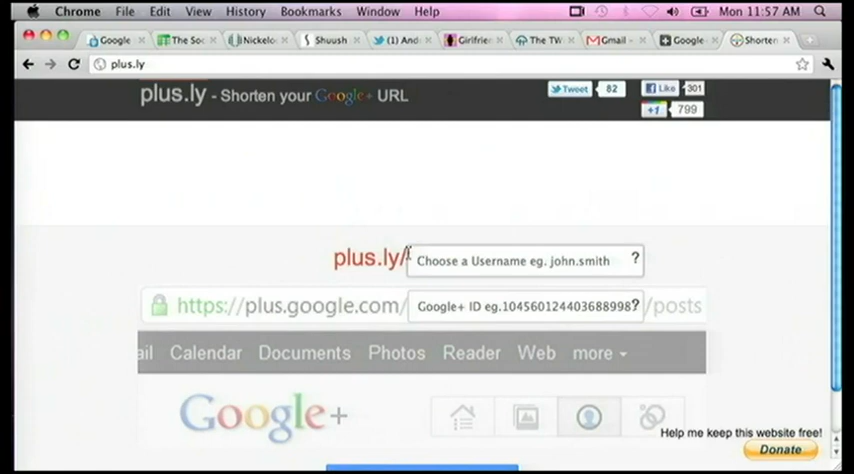 Chrome File Edit View History Bookmarks Window Help Mon 11:57 AM
Google The Soc Nickelo Shuush (1) And Girlfrie The TW Gmail - Google Shorten
plus.ly
plus.ly - Shorten your Google+ URL Tweet 82 Like 301
+1 799
plus.ly/ Choose a Username eg. john.smith ?
https://plus.google.com/ Google+ ID eg.104560124403688998? /posts
ail Calendar Documents Photos Reader Web more
Google+
Help me keep this website free!
Donate